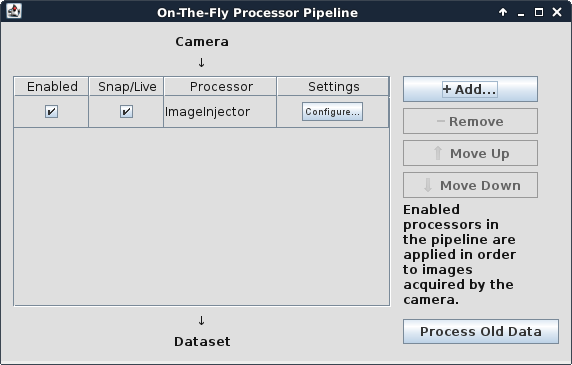 On-The-Fly Processor Pipeline
Camera
↓
Enabled Snap/Live Processor Settings
ImageInjector Configure...
↓
Dataset
+ Add...
− Remove
⇑ Move Up
⇓ Move Down
Enabled
processors in
the pipeline are
applied in order
to images
acquired by the
camera.
Process Old Data